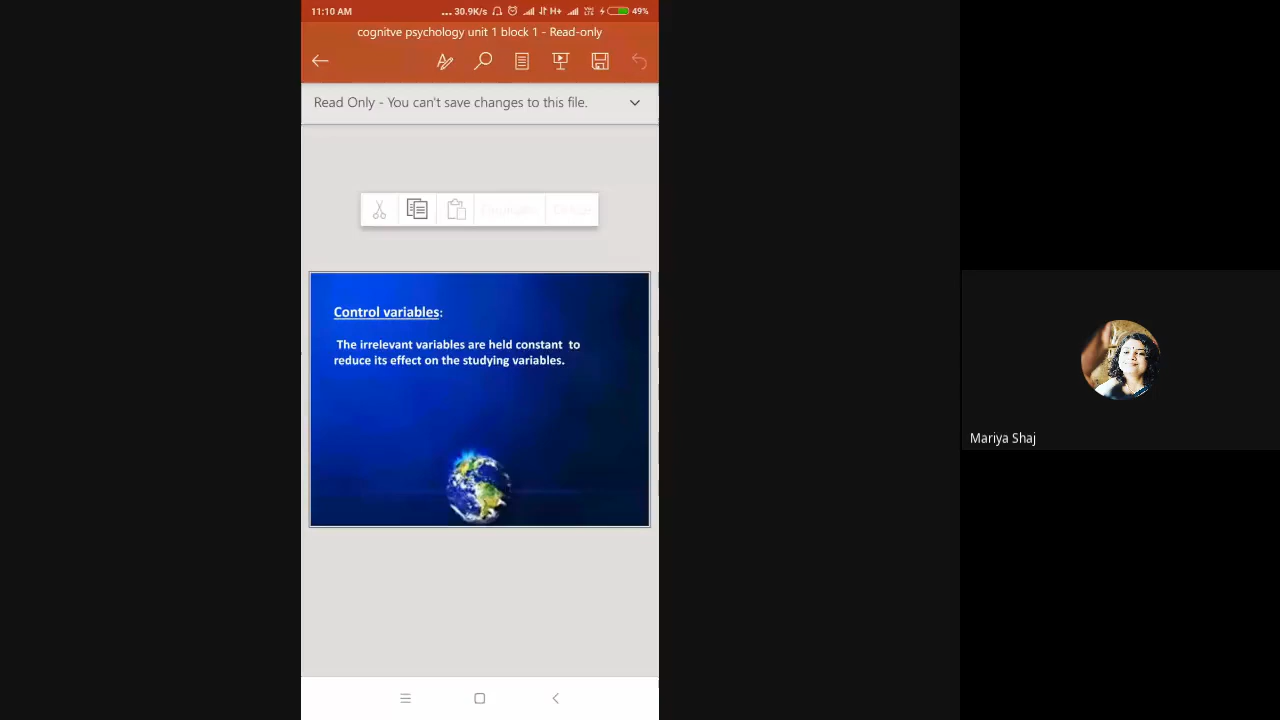 11:10 AM
... 30.9K/s
H+
49%
cognitve psychology unit 1 block 1 - Read-only
Read Only - You can't save changes to this file.
Control variables:
The irrelevant variables are held constant to
reduce its effect on the studying variables.
Mariya Shaj